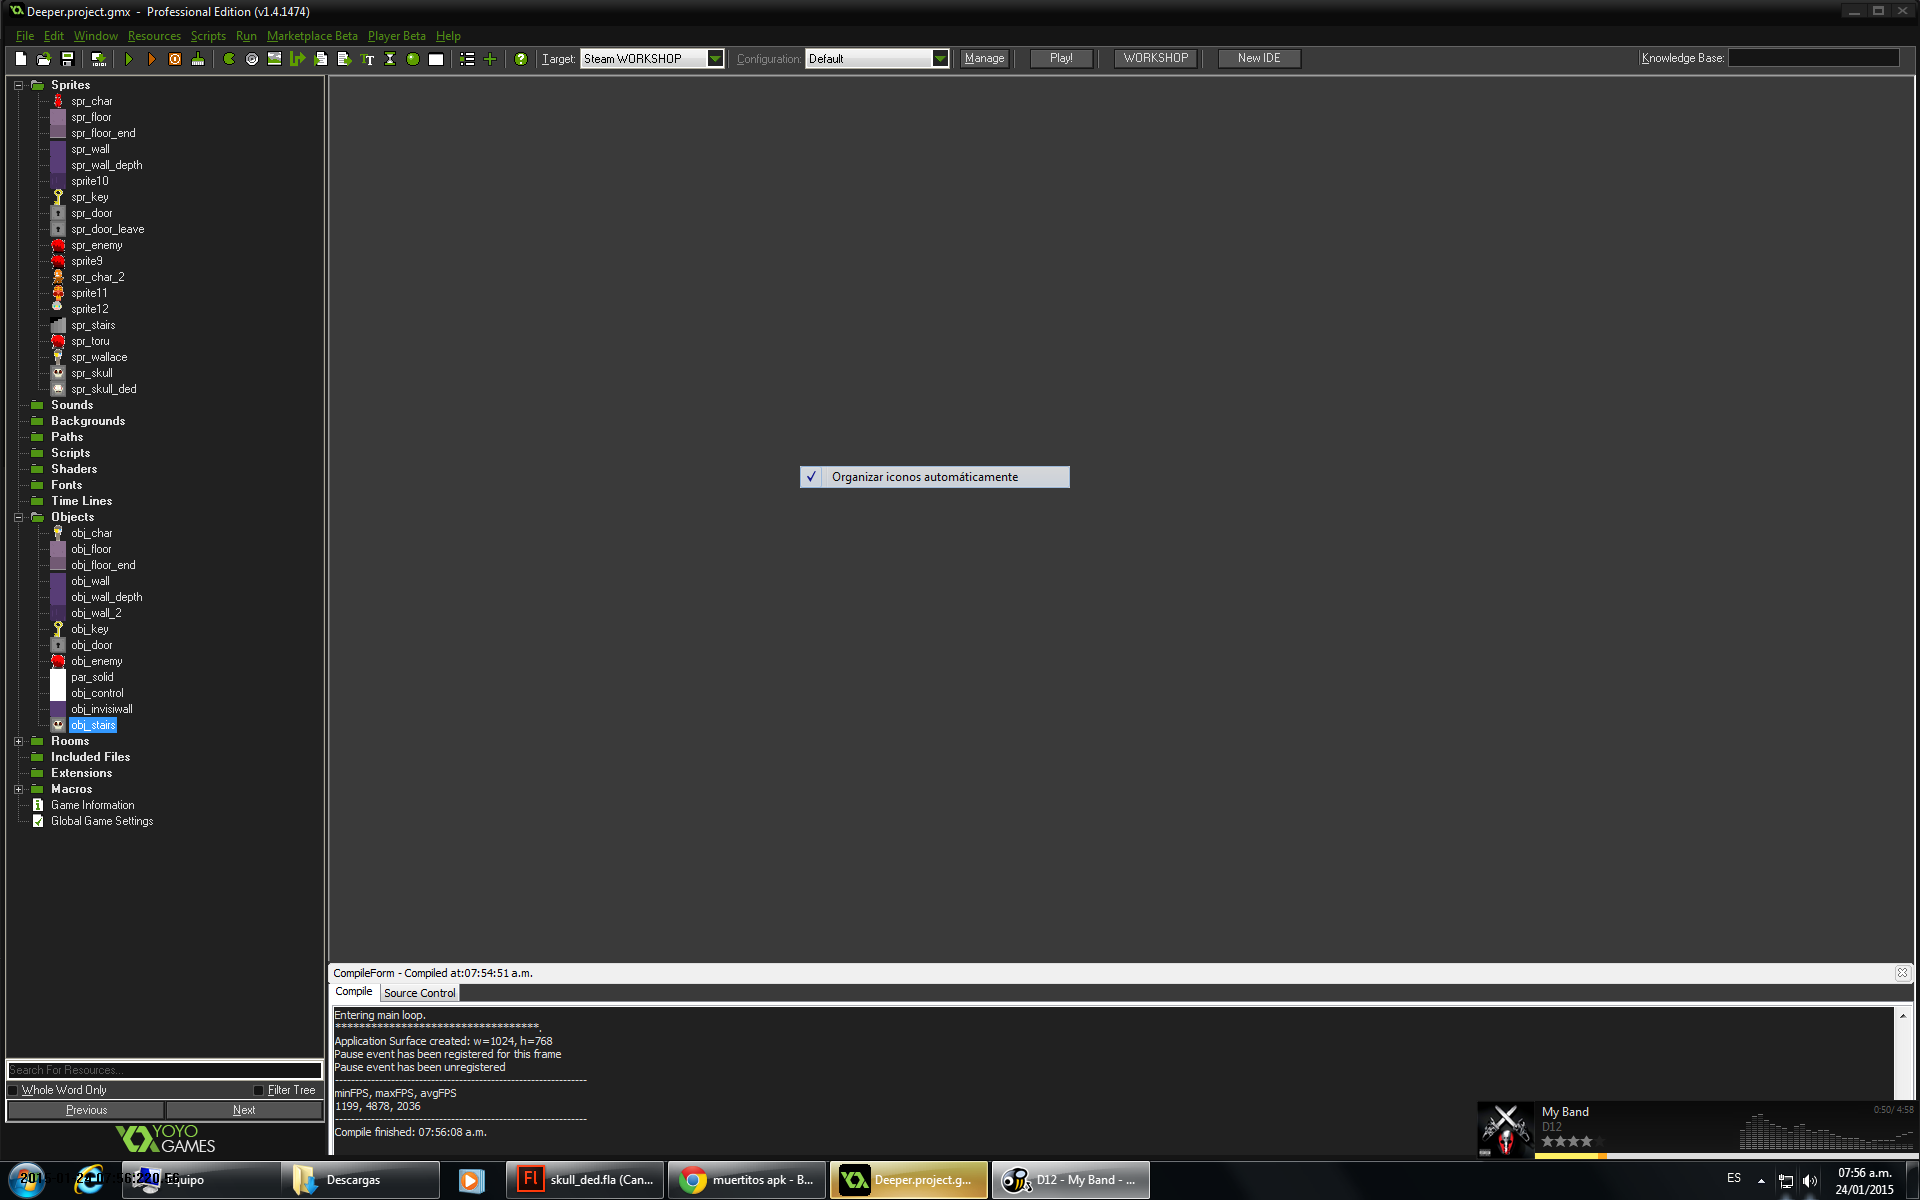 Deeper.project.gmx - Professional Edition (v1.4.1474)
File Edit Window Resources Scripts Run Marketplace Beta Player Beta Help
Target: Steam WORKSHOP Configuration: Default Manage Play! WORKSHOP New IDE Knowledge Base:
Sprites
spr_char
spr_floor
spr_floor_end
spr_wall
spr_wall_depth
sprite10
spr_key
spr_door
spr_door_leave
spr_enemy
sprite9
spr_char_2
sprite11
sprite12
spr_stairs
spr_toru
spr_wallace
spr_skull
spr_skull_ded
Sounds
Backgrounds
Paths
Scripts
Shaders
Fonts
Time Lines
Objects
obj_char
obj_floor
obj_floor_end
obj_wall
obj_wall_depth
obj_wall_2
obj_key
obj_door
obj_enemy
par_solid
obj_control
obj_invisiwall
obj_stairs
Rooms
Included Files
Extensions
Macros
Game Information
Global Game Settings
Search For Resources...
Whole Word Only Filter Tree
Previous Next
YOYO
GAMES
Organizar iconos automáticamente
CompileForm - Compiled at:07:54:51 a.m.
Compile Source Control
Entering main loop.
**********************************.
Application Surface created: w=1024, h=768
Pause event has been registered for this frame
Pause event has been unregistered
minFPS, maxFPS, avgFPS
1199, 4878, 2036
Compile finished: 07:56:08 a.m.
My Band 0:50/ 4:58
D12
Equipo Descargas skull_ded.fla (Can... muertitos apk - B... Deeper.project.g... D12 - My Band - ... ES 07:56 a.m.
24/01/2015